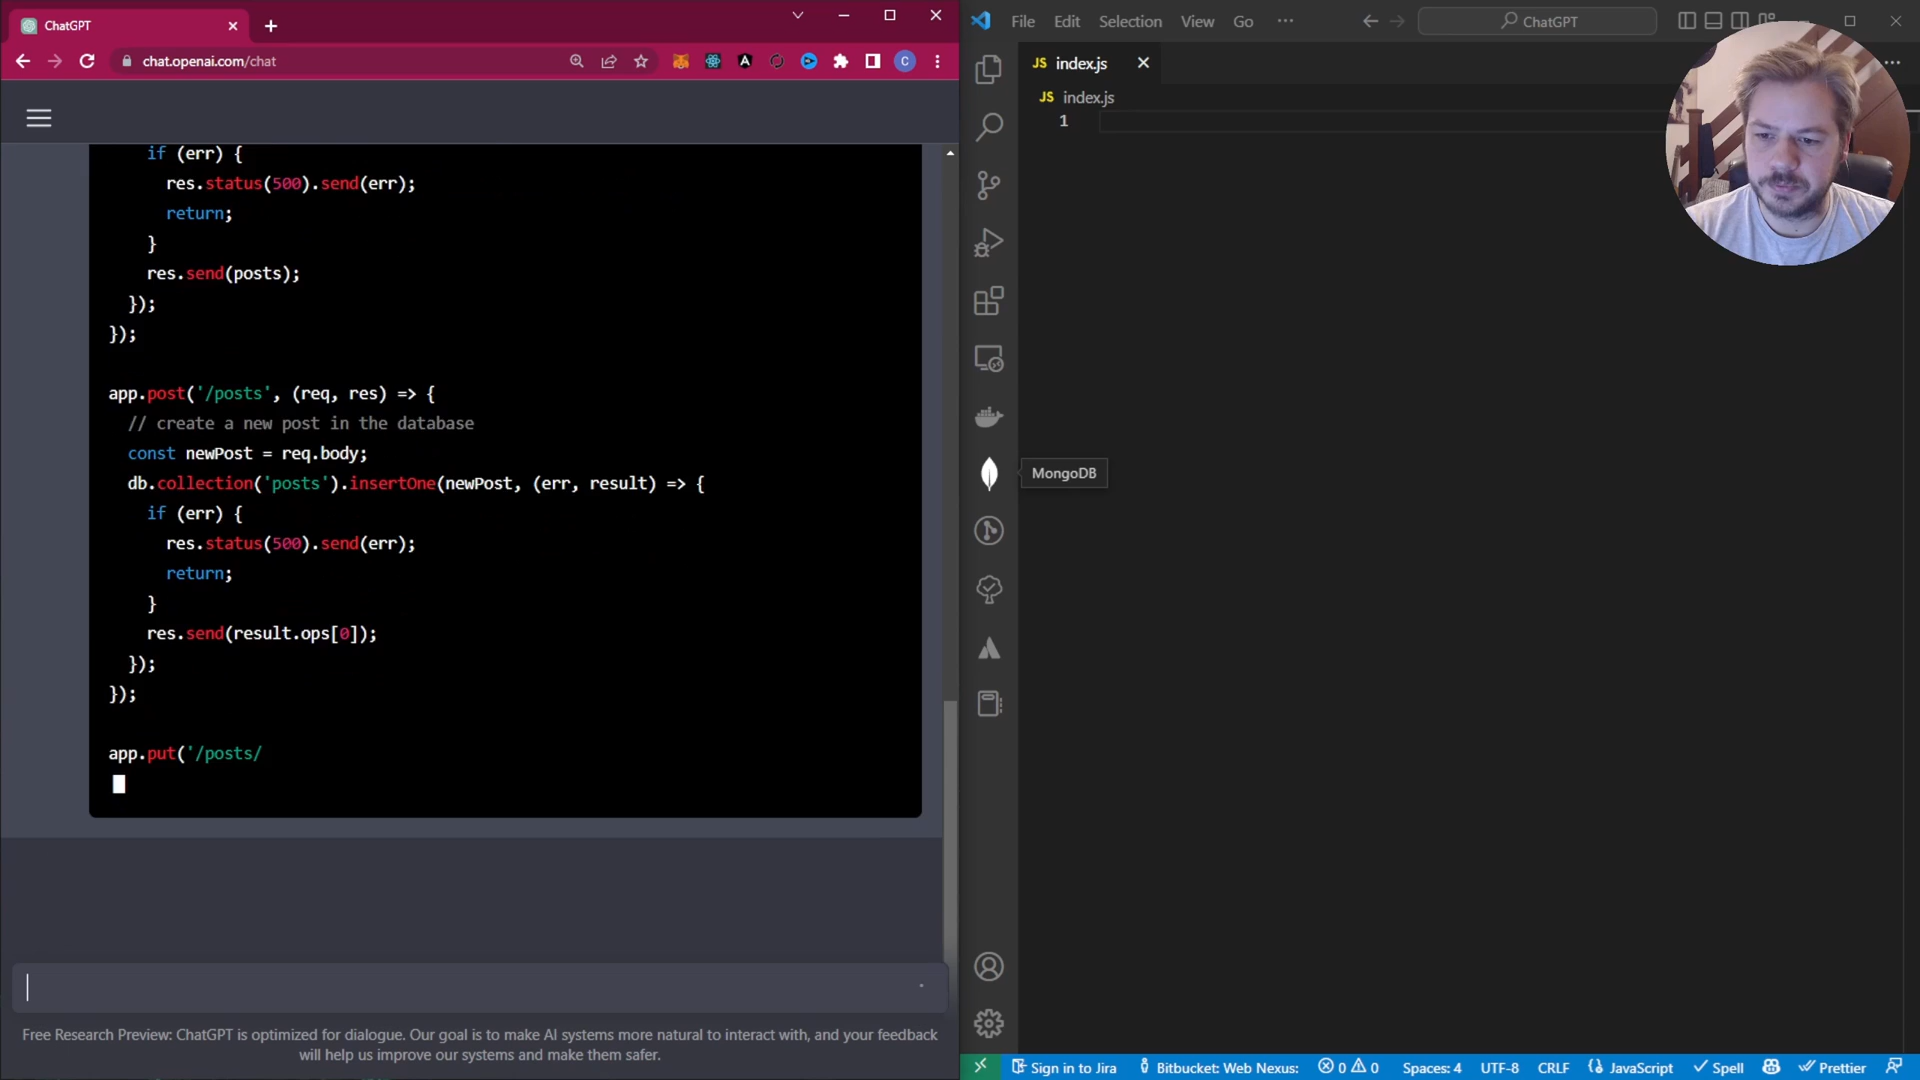 ChatGPT
chat.openai.com/chat
C
if (err) {
res.status(500).send(err);
return;
}
res.send(posts);
});
});
app.post('/posts', (req, res) => {
// create a new post in the database
const newPost = req.body;
db.collection('posts').insertOne(newPost, (err, result) => {
if (err) {
res.status(500).send(err);
return;
}
res.send(result.ops[0]);
});
});
app.put('/posts/
Free Research Preview: ChatGPT is optimized for dialogue. Our goal is to make AI systems more natural to interact with, and your feedback
will help us improve our systems and make them safer.
File Edit Selection View Go ··· ChatGPT
JS index.js
JS index.js
1
MongoDB
Sign in to Jira Bitbucket: Web Nexus: 0 0 Spaces: 4 UTF-8 CRLF JavaScript Spell Prettier